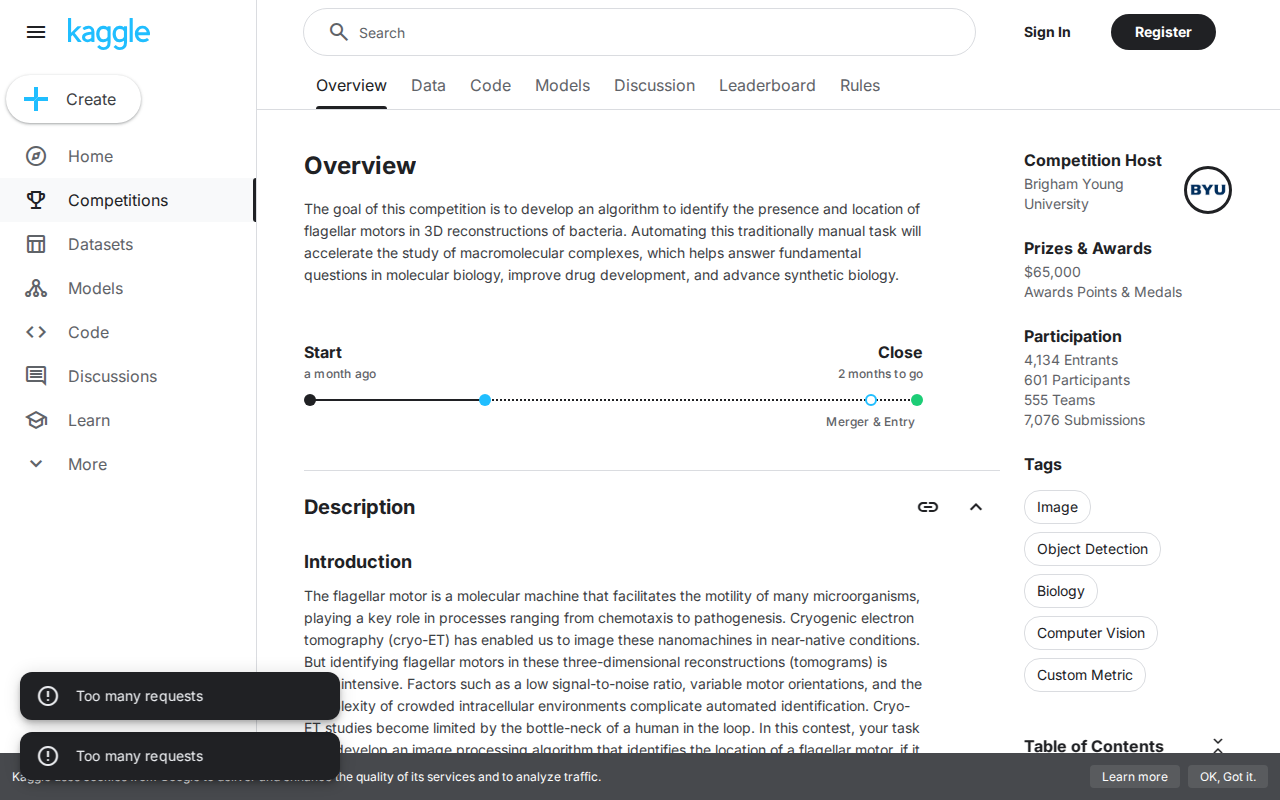 kaggle
Search
Sign In
Register
Overview
Data
Code
Models
Discussion
Leaderboard
Rules
Create
Home
Competitions
Datasets
Models
Code
Discussions
Learn
More
Overview
The goal of this competition is to develop an algorithm to identify the presence and location of
flagellar motors in 3D reconstructions of bacteria. Automating this traditionally manual task will
accelerate the study of macromolecular complexes, which helps answer fundamental
questions in molecular biology, improve drug development, and advance synthetic biology.
Start
a month ago
Close
2 months to go
Merger & Entry
Description
Introduction
The flagellar motor is a molecular machine that facilitates the motility of many microorganisms,
playing a key role in processes ranging from chemotaxis to pathogenesis. Cryogenic electron
tomography (cryo-ET) has enabled us to image these nanomachines in near-native conditions.
But identifying flagellar motors in these three-dimensional reconstructions (tomograms) is
intensive. Factors such as a low signal-to-noise ratio, variable motor orientations, and the
of crowded intracellular environments complicate automated identification. Cryo-
ET studies become limited by the bottle-neck of a human in the loop. In this contest, your task
develop an image processing algorithm that identifies the location of a flagellar motor, if it
Competition Host
Brigham Young
University
BYU
Prizes & Awards
$65,000
Awards Points & Medals
Participation
4,134 Entrants
601 Participants
555 Teams
7,076 Submissions
Tags
Image
Object Detection
Biology
Computer Vision
Custom Metric
Table of Contents
Too many requests
Too many requests
the quality of its services and to analyze traffic.
Learn more
OK, Got it.